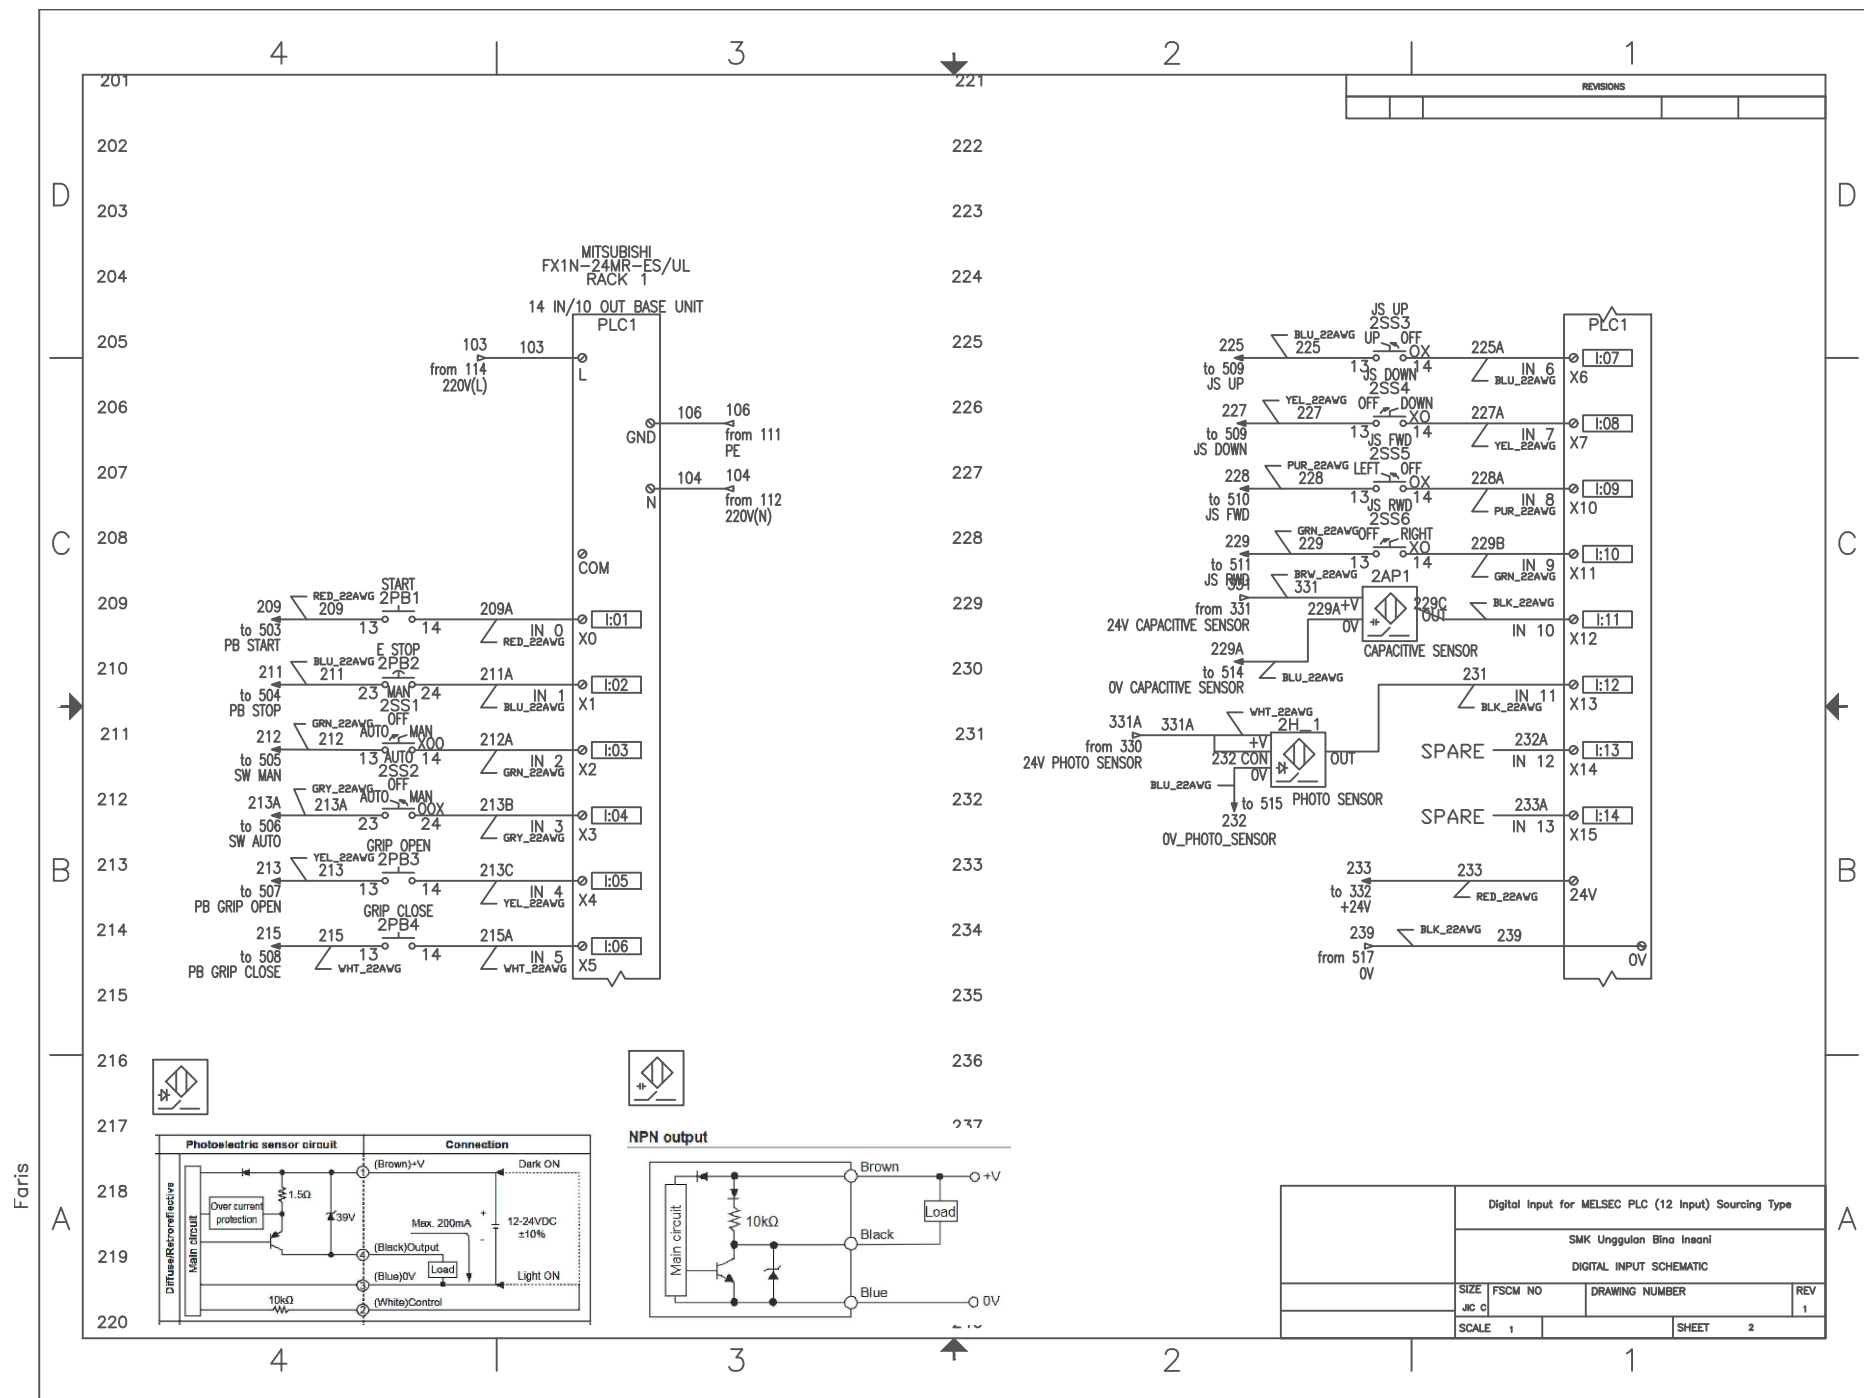 4
3
2
1
D
C
B
A
D
C
B
A
4
3
2
1
Faris
201
202
203
204
205
206
207
208
209
210
211
212
213
214
215
216
217
218
219
220
MITSUBISHI
FX1N-24MR-ES/UL
RACK 1
14 IN/10 OUT BASE UNIT
PLC1
103
103
from 114
220V(L)
L
106
106
GND
from 111
PE
104
104
N
from 112
220V(N)
COM
START
2PB1
RED_22AWG
209
209
209A
13
14
to 503
PB START
IN 0
RED_22AWG
X0
I:01
E STOP
2PB2
BLU_22AWG
211
211
211A
23
24
to 504
PB STOP
IN 1
BLU_22AWG
X1
I:02
MAN
2SS1
OFF
AUTO
MAN
XOO
GRN_22AWG
212
212
212A
13
14
to 505
SW MAN
IN 2
GRN_22AWG
X2
I:03
AUTO
2SS2
OFF
AUTO
MAN
OOX
GRY_22AWG
213A
213A
213B
23
24
to 506
SW AUTO
IN 3
GRY_22AWG
X3
I:04
GRIP OPEN
2PB3
YEL_22AWG
213
213
213C
13
14
to 507
PB GRIP OPEN
IN 4
YEL_22AWG
X4
I:05
GRIP CLOSE
2PB4
215
215
215A
13
14
to 508
PB GRIP CLOSE
WHT_22AWG
IN 5
WHT_22AWG
X5
I:06
221
222
223
224
225
226
227
228
229
230
231
232
233
234
235
236
237
REVISIONS
PLC1
JS UP
2SS3
UP
OFF
OX
BLU_22AWG
225
225
225A
13
14
to 509
JS UP
IN 6
BLU_22AWG
X6
I:07
JS DOWN
2SS4
OFF
DOWN
XO
YEL_22AWG
227
227
227A
13
14
to 509
JS DOWN
IN 7
YEL_22AWG
X7
I:08
JS FWD
2SS5
LEFT
OFF
OX
PUR_22AWG
228
228
228A
13
14
to 510
JS FWD
IN 8
PUR_22AWG
X10
I:09
JS RWD
2SS6
OFF
RIGHT
XO
GRN_22AWG
229
229
229B
13
14
to 511
JS RWD
IN 9
GRN_22AWG
X11
I:10
BRW_22AWG
331
331
from 331
24V CAPACITIVE SENSOR
2AP1
229A
+V
0V
229C
OUT
BLK_22AWG
IN 10
X12
I:11
CAPACITIVE SENSOR
229A
to 514
0V CAPACITIVE SENSOR
BLU_22AWG
231
IN 11
BLK_22AWG
X13
I:12
331A
331A
WHT_22AWG
from 330
24V PHOTO SENSOR
2H_1
+V
232 CON
0V
OUT
BLU_22AWG
to 515
PHOTO SENSOR
232
0V_PHOTO_SENSOR
SPARE
232A
IN 12
X14
I:13
SPARE
233A
IN 13
X15
I:14
233
233
to 332
+24V
RED_22AWG
24V
239
BLK_22AWG
239
from 517
0V
0V
Photoelectric sensor circuit
Connection
Diffuse/Retroreflective
Main circuit
Over current
protection
1.5Ω
39V
10kΩ
1
(Brown)+V
Dark ON
Max. 200mA
+
-
12-24VDC
±10%
4
(Black)Output
Load
3
(Blue)0V
Light ON
2
(White)Control
NPN output
Main circuit
10kΩ
Brown
+V
Load
Black
Blue
0V
Digital Input for MELSEC PLC (12 Input) Sourcing Type
SMK Unggulan Bina Insani
DIGITAL INPUT SCHEMATIC
SIZE
JIC C
FSCM NO
DRAWING NUMBER
REV
1
SCALE 1
SHEET 2